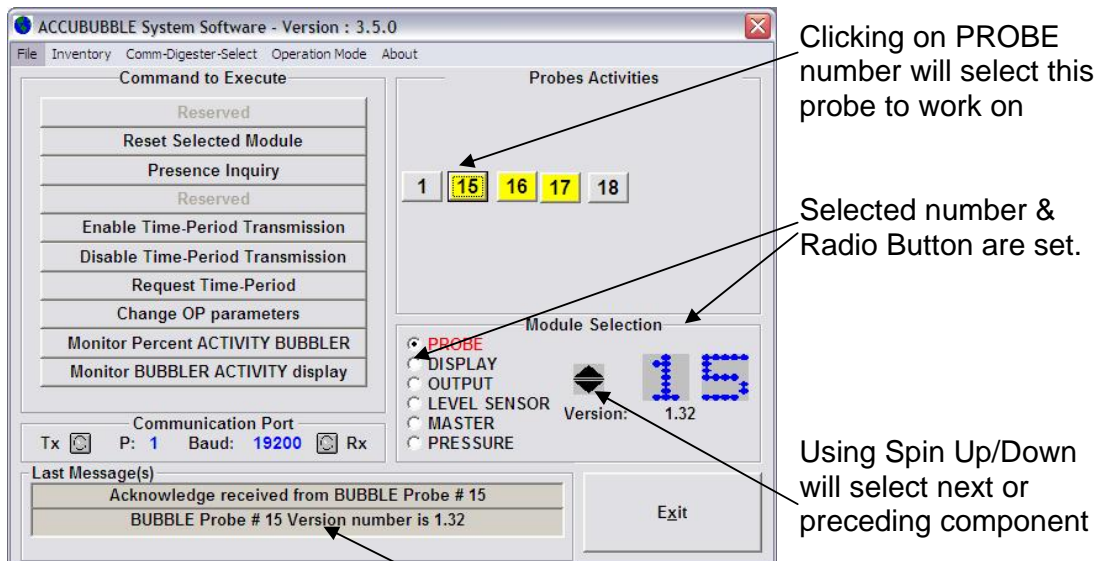 ACCUBUBBLE System Software - Version : 3.5.0
File Inventory Comm-Digester-Select Operation Mode About
Command to Execute
Reserved
Reset Selected Module
Presence Inquiry
Reserved
Enable Time-Period Transmission
Disable Time-Period Transmission
Request Time-Period
Change OP parameters
Monitor Percent ACTIVITY BUBBLER
Monitor BUBBLER ACTIVITY display
Probes Activities
1 15 16 17 18
Module Selection
PROBE
DISPLAY
OUTPUT
LEVEL SENSOR
MASTER
PRESSURE
15
Version: 1.32
Communication Port
Tx P: 1 Baud: 19200 Rx
Last Message(s)
Acknowledge received from BUBBLE Probe # 15
BUBBLE Probe # 15 Version number is 1.32
Exit
Clicking on PROBE
number will select this
probe to work on
Selected number &
Radio Button are set.
Using Spin Up/Down
will select next or
preceding component